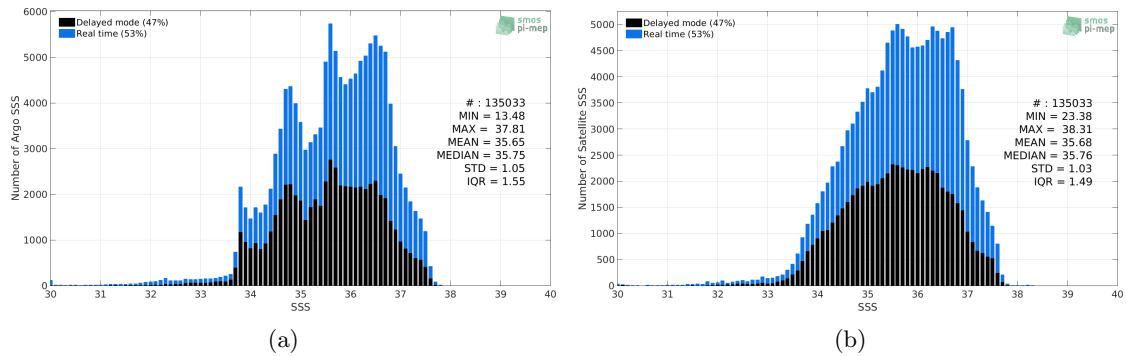 6000
5000
4000
3000
2000
1000
0
Number of Argo SSS
Delayed mode (47%)
Real time (53%)
smos
pi-mep
# : 135033
MIN = 13.48
MAX = 37.81
MEAN = 35.65
MEDIAN = 35.75
STD = 1.05
IQR = 1.55
30 31 32 33 34 35 36 37 38 39 40
SSS
(a)
5000
4500
4000
3500
3000
2500
2000
1500
1000
500
0
Number of Satellite SSS
Delayed mode (47%)
Real time (53%)
smos
pi-mep
# : 135033
MIN = 23.38
MAX = 38.31
MEAN = 35.68
MEDIAN = 35.76
STD = 1.03
IQR = 1.49
30 31 32 33 34 35 36 37 38 39 40
SSS
(b)